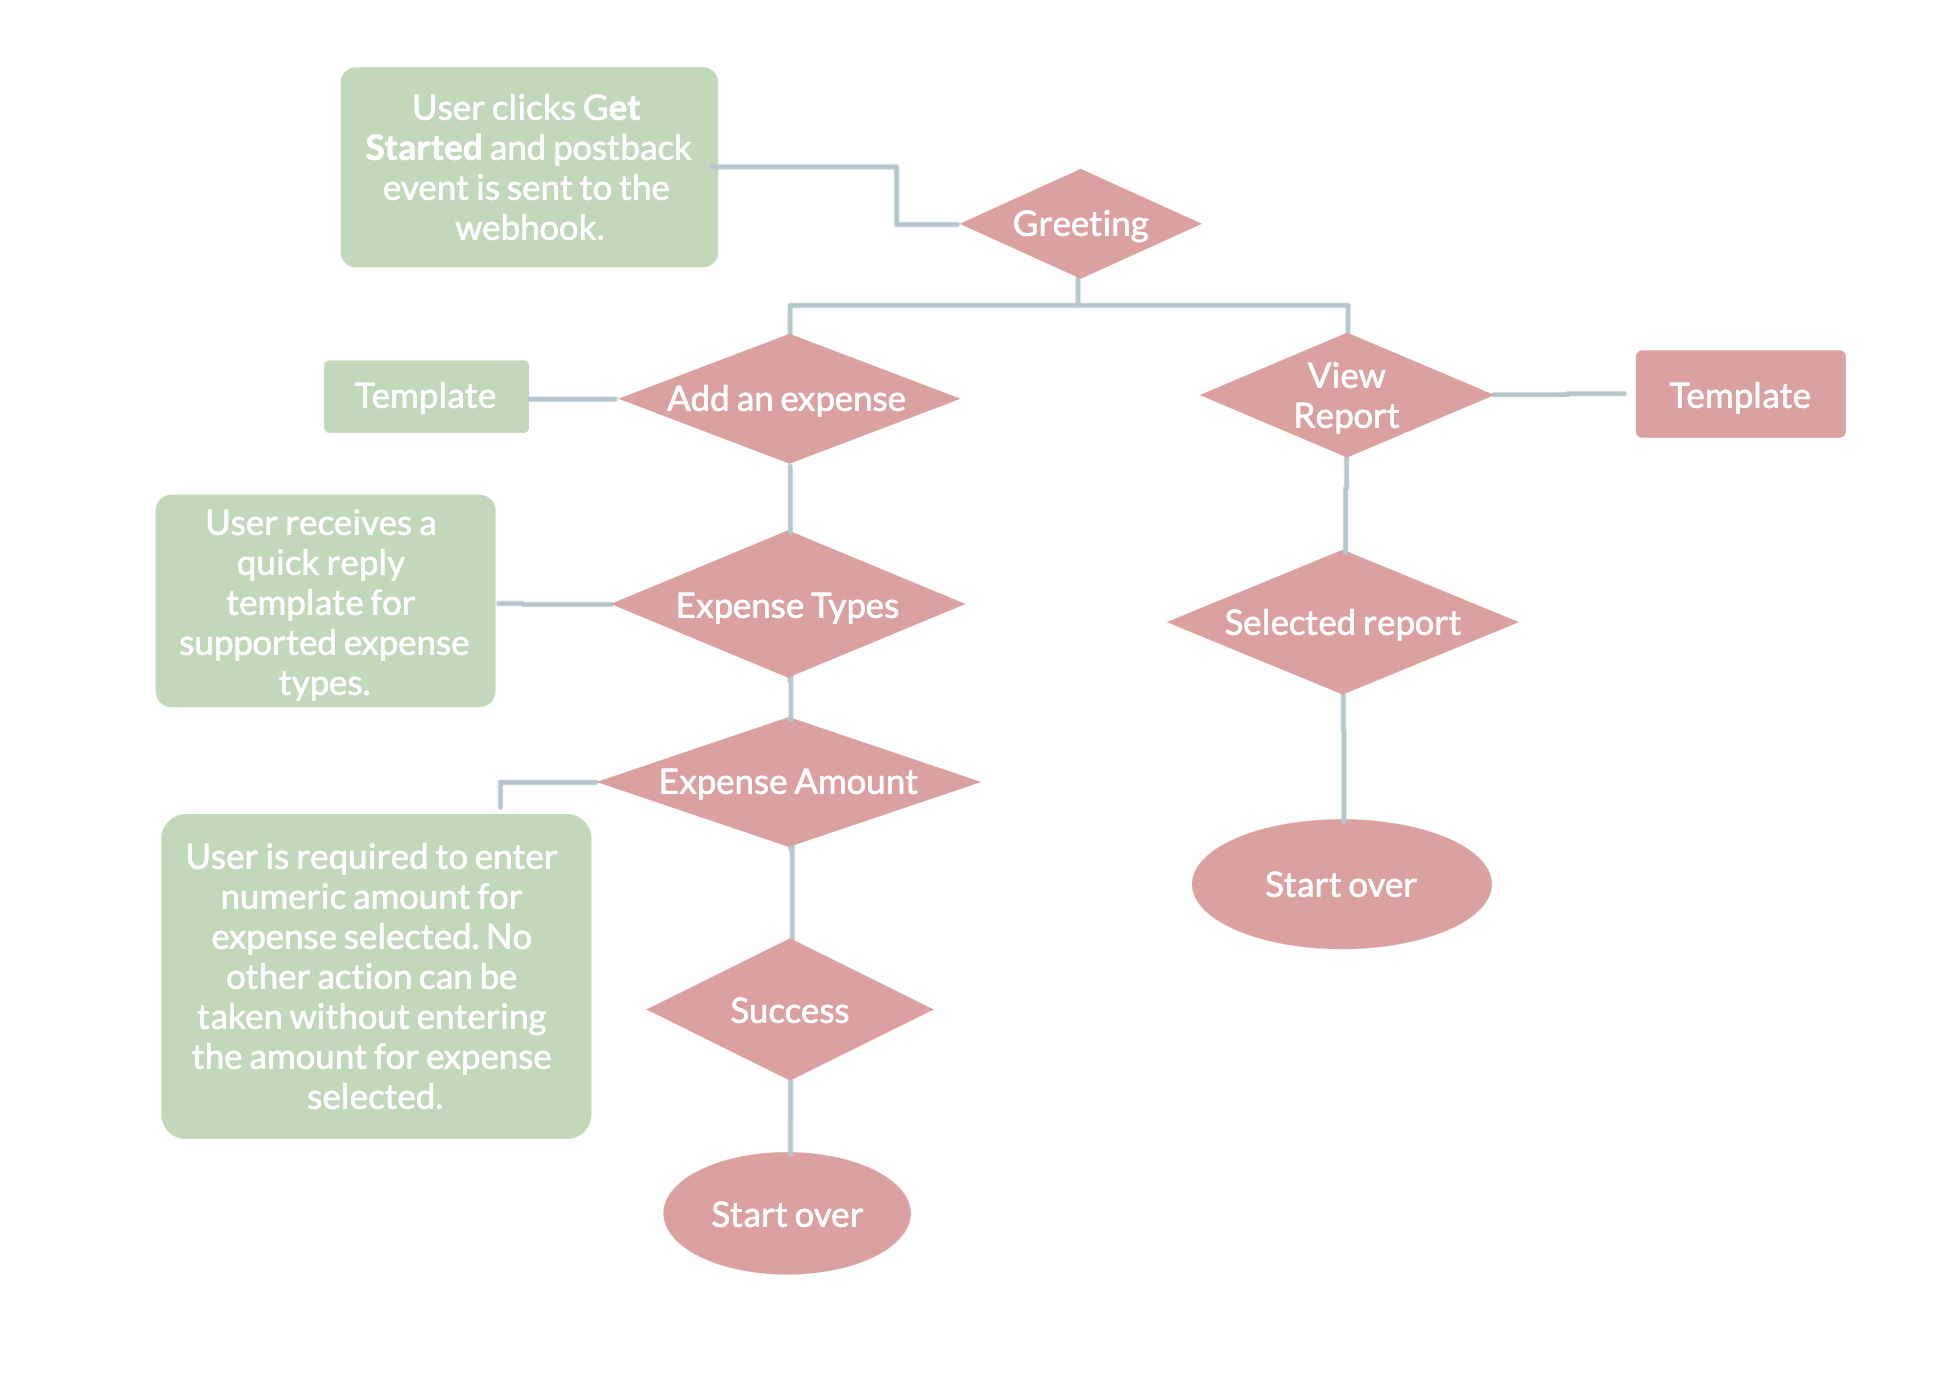 User clicks Get
Started and postback
event is sent to the
webhook.
Greeting
Template
Add an expense
View
Report
Template
User receives a
quick reply
template for
supported expense
types.
Expense Types
Selected report
Expense Amount
User is required to enter
numeric amount for
expense selected. No
other action can be
taken without entering
the amount for expense
selected.
Start over
Success
Start over